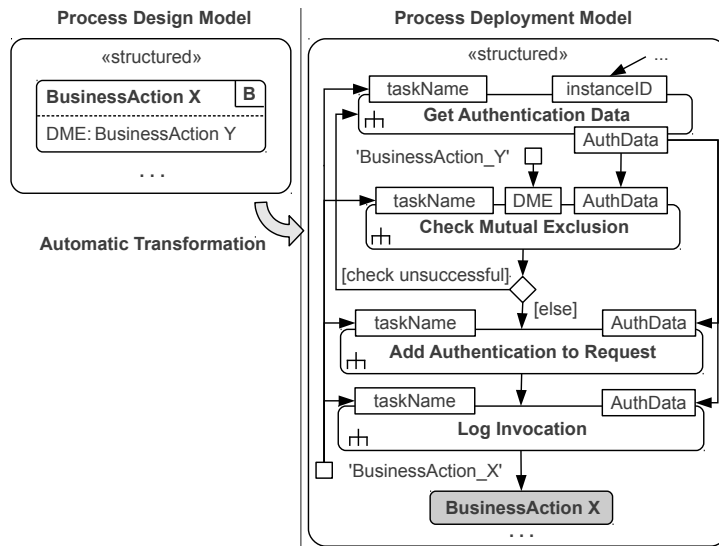 Process Design Model
«structured»
BusinessAction X
B
DME: BusinessAction Y
. . .
Automatic Transformation
Process Deployment Model
«structured»
...
taskName
instanceID
Get Authentication Data
AuthData
'BusinessAction_Y'
taskName
DME
AuthData
Check Mutual Exclusion
[check unsuccessful]
[else]
taskName
AuthData
Add Authentication to Request
taskName
AuthData
Log Invocation
'BusinessAction_X'
BusinessAction X
. . .